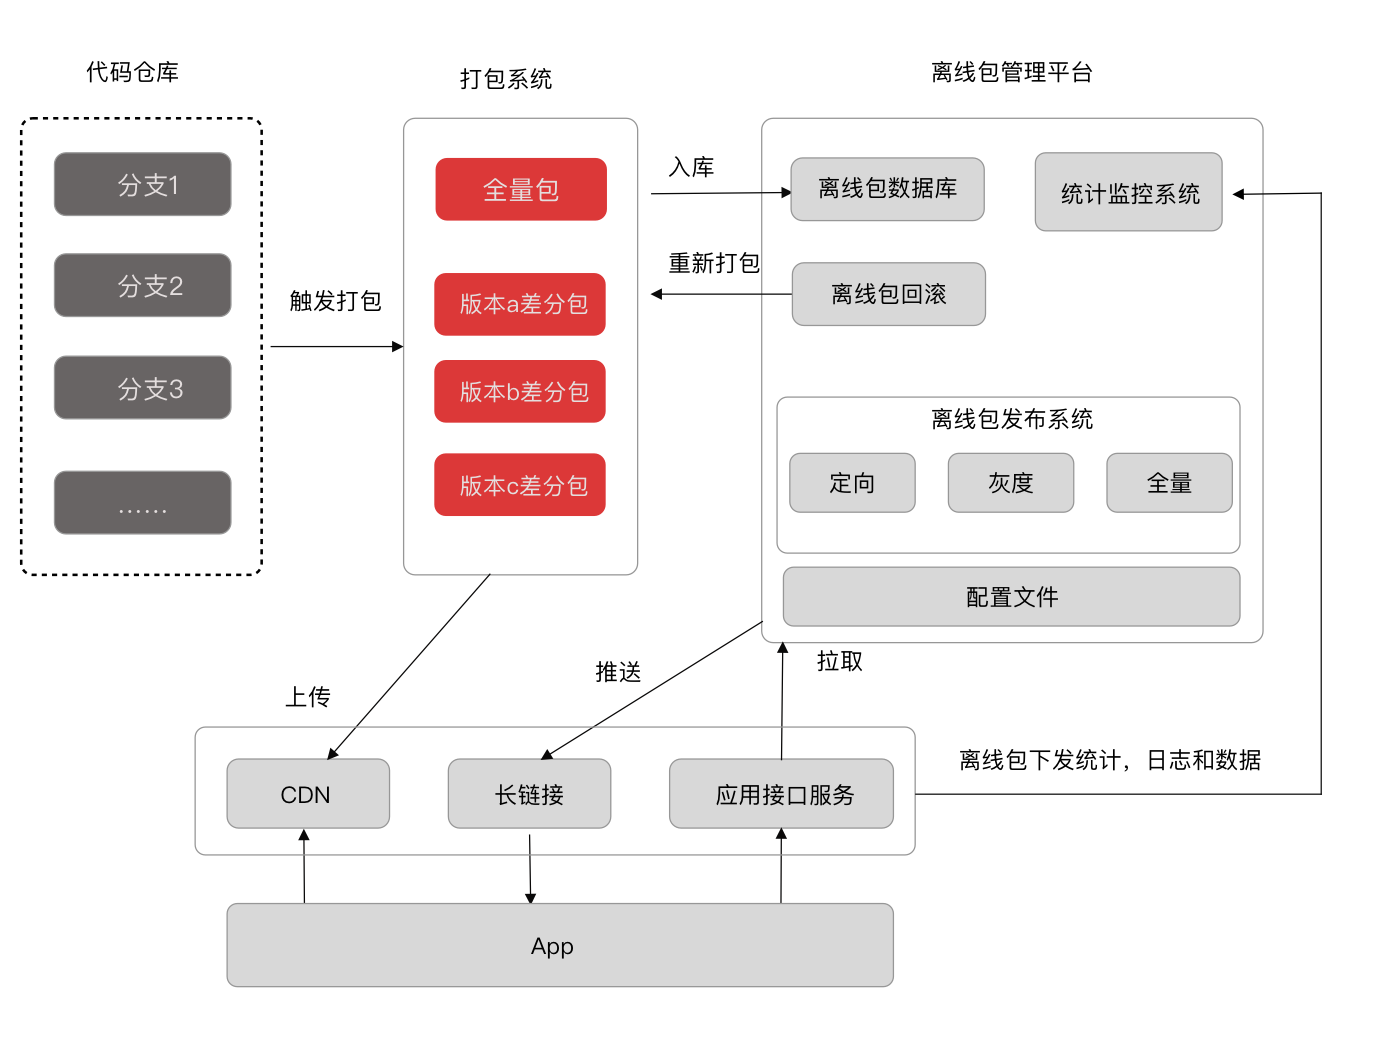 代码仓库
分支1
分支2
分支3
......
触发打包
打包系统
全量包
版本a差分包
版本b差分包
版本c差分包
入库
重新打包
离线包管理平台
离线包数据库
统计监控系统
离线包回滚
离线包发布系统
定向
灰度
全量
配置文件
上传
推送
拉取
离线包下发统计，日志和数据
CDN
长链接
应用接口服务
App